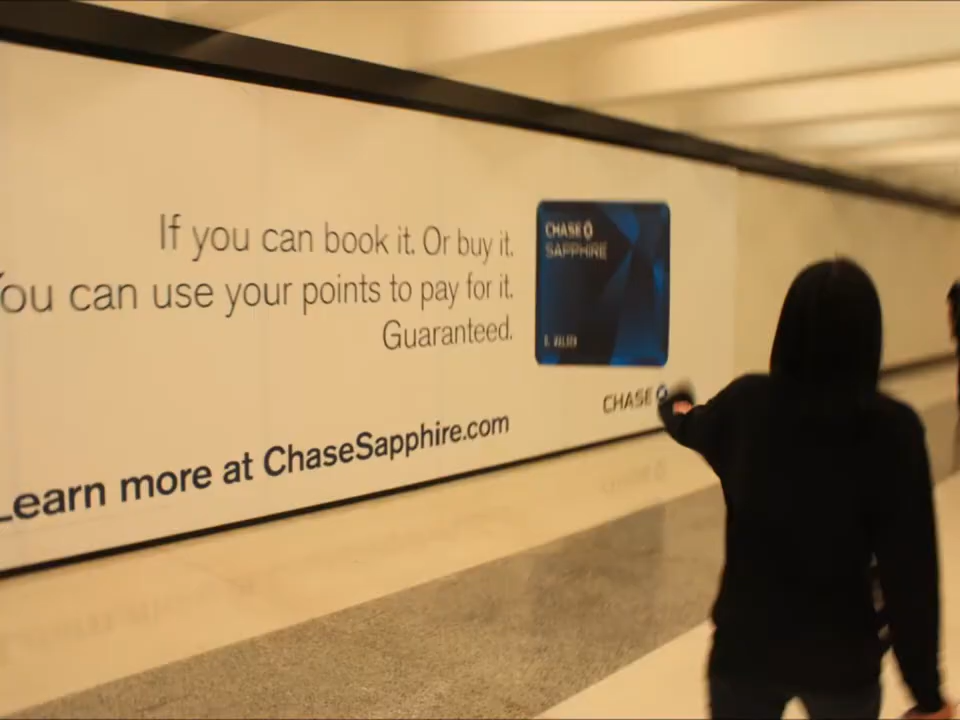 If you can book it. Or buy it.
You can use your points to pay for it.
Guaranteed.
Learn more at ChaseSapphire.com
CHASE
SAPPHIRE
CHASE